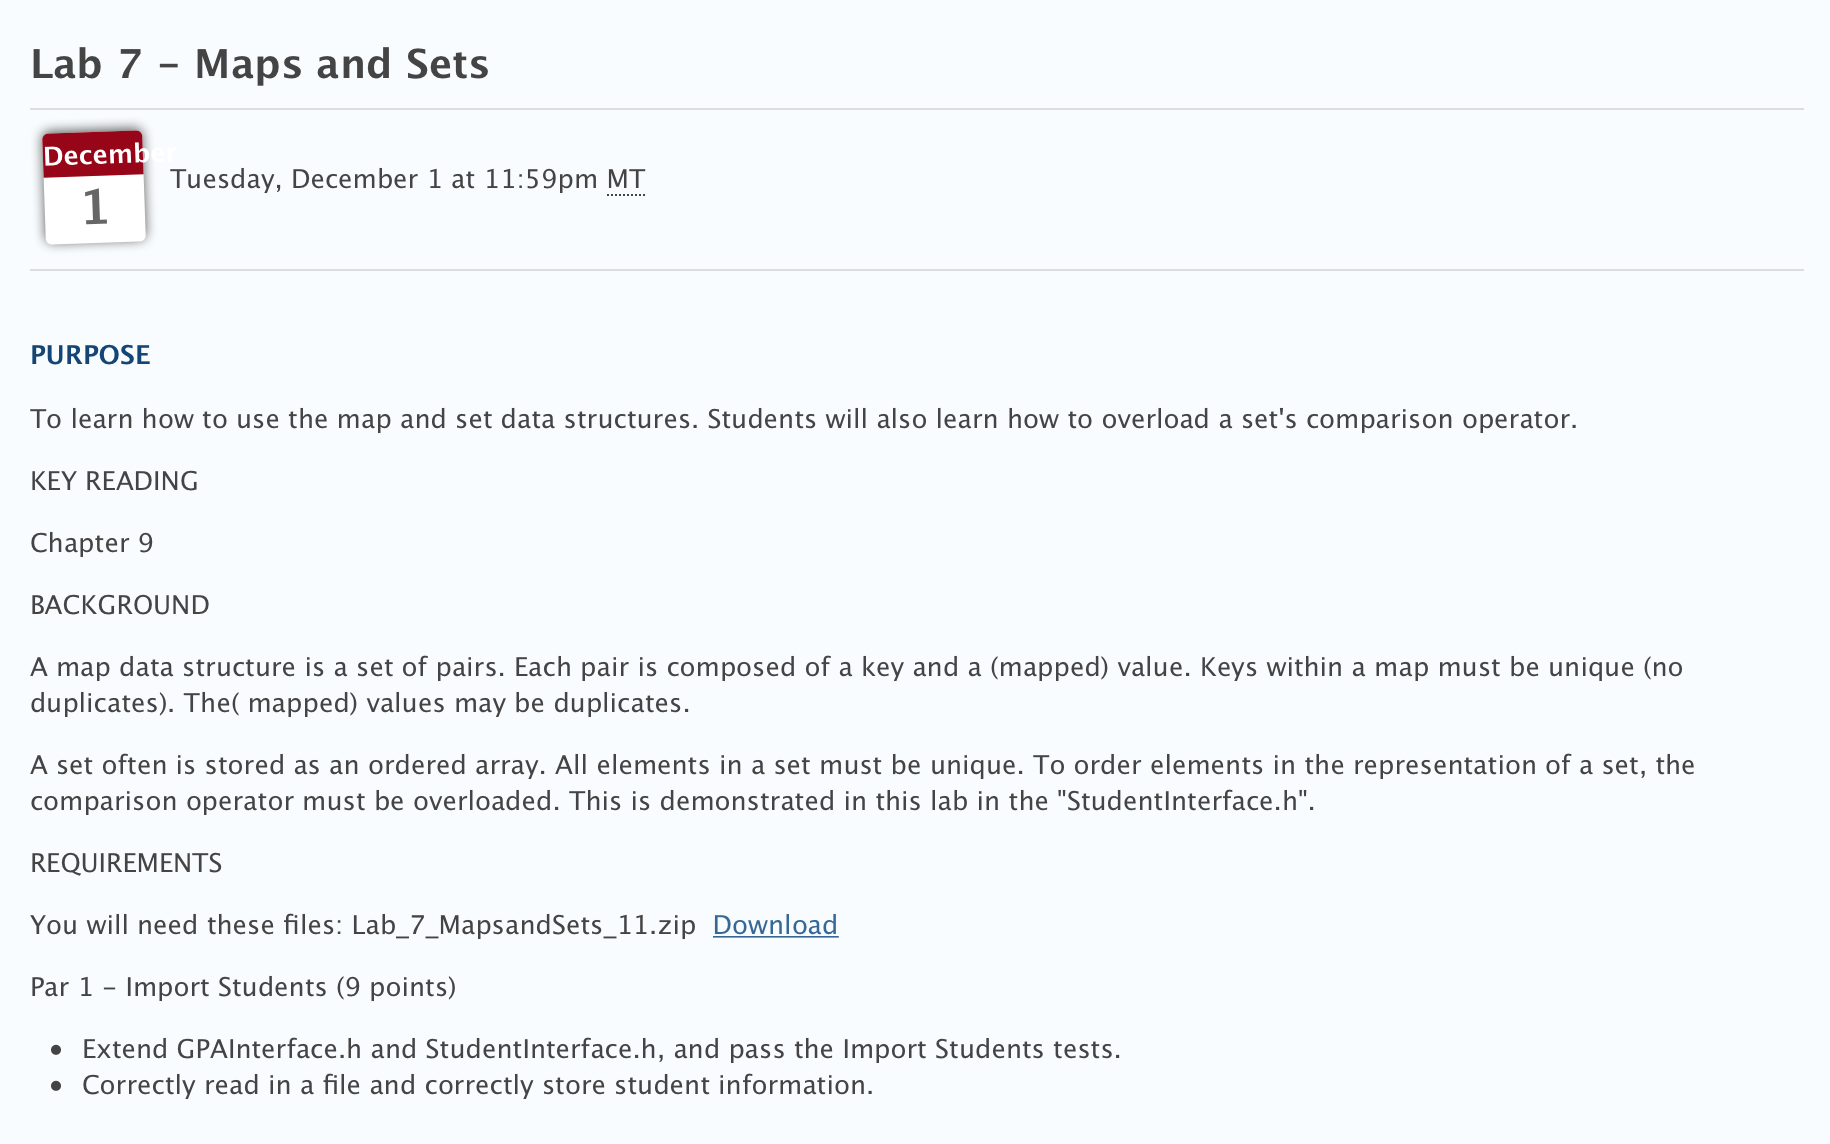 Lab 7 – Maps and Sets
December
1
Tuesday, December 1 at 11:59pm MT
PURPOSE
To learn how to use the map and set data structures. Students will also learn how to overload a set's comparison operator.
KEY READING
Chapter 9
BACKGROUND
A map data structure is a set of pairs. Each pair is composed of a key and a (mapped) value. Keys within a map must be unique (no
duplicates). The( mapped) values may be duplicates.
A set often is stored as an ordered array. All elements in a set must be unique. To order elements in the representation of a set, the
comparison operator must be overloaded. This is demonstrated in this lab in the "StudentInterface.h".
REQUIREMENTS
You will need these files: Lab_7_MapsandSets_11.zip Download
Par 1 – Import Students (9 points)
• Extend GPAInterface.h and StudentInterface.h, and pass the Import Students tests.
• Correctly read in a file and correctly store student information.